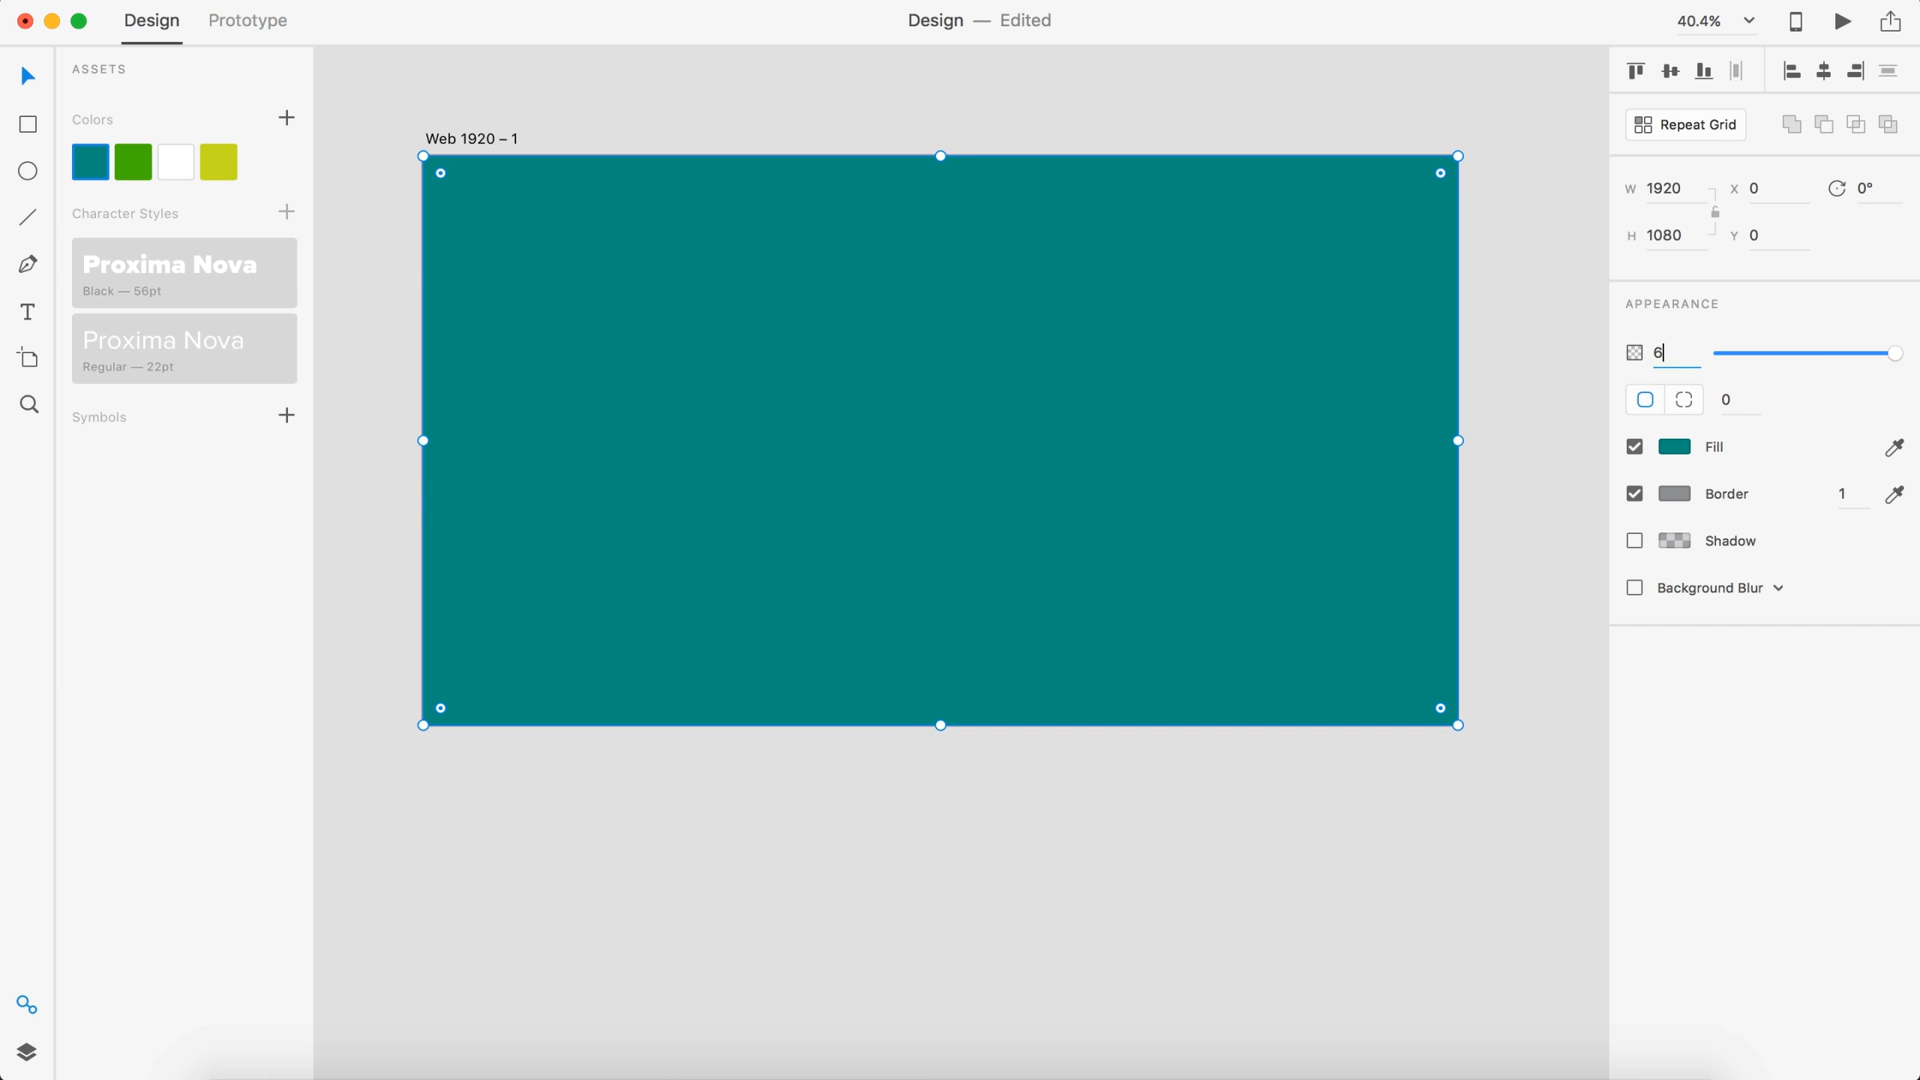 Design Prototype Design — Edited 40.4%
ASSETS
Colors
Character Styles
Proxima Nova
Black — 56pt
Proxima Nova
Regular — 22pt
Symbols
Web 1920 – 1
Repeat Grid
W 1920 X 0 0°
H 1080 Y 0
APPEARANCE
6
0
Fill
Border 1
Shadow
Background Blur